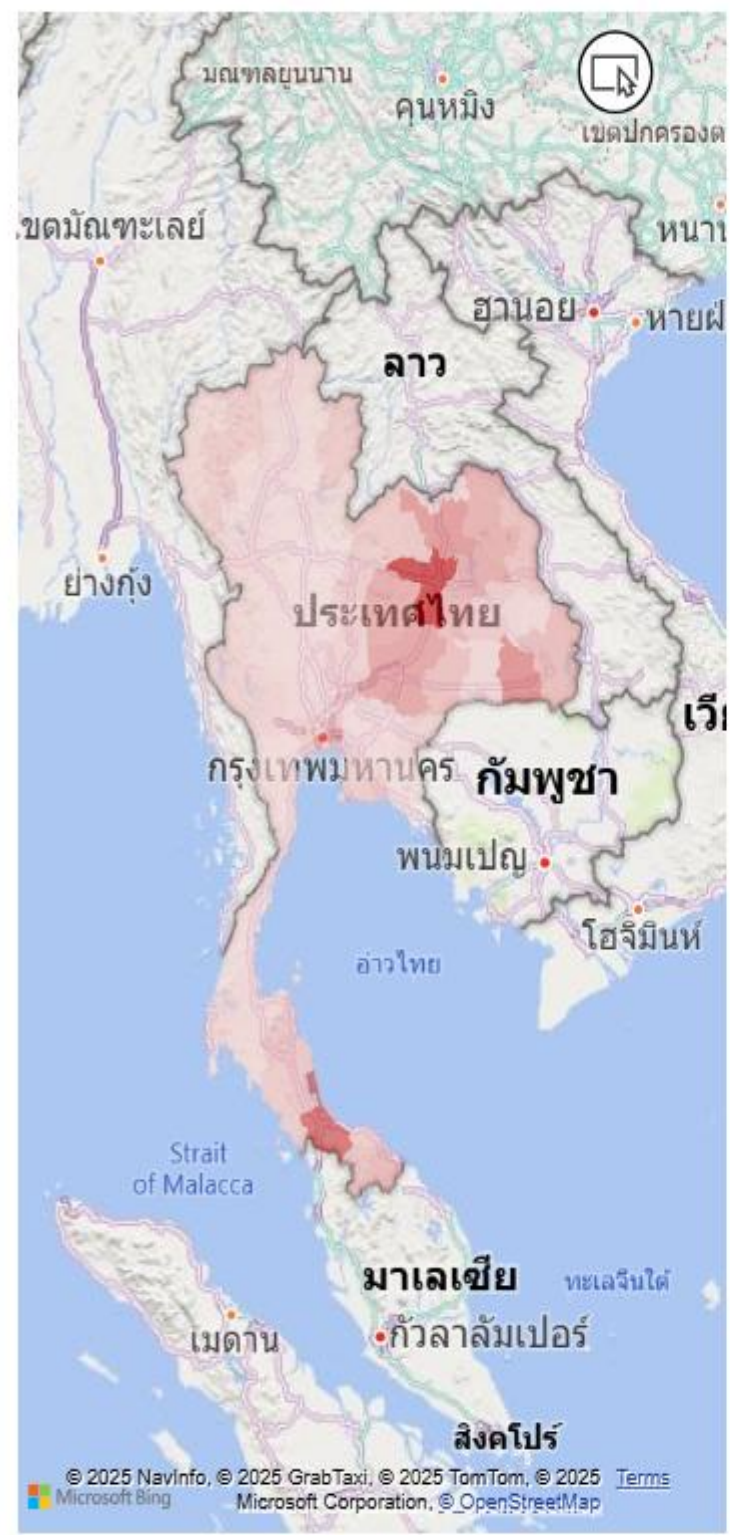 มณฑลยูนนาน
คุนหมิง
เขตปกครองต
ขตมัณฑะเลย์
หนาน
ฮานอย
หายฝ
ลาว
ย่างกุ้ง
ประเทศไทย
เวีย
กรุงเทพมหานคร
กัมพูชา
พนมเปญ
โฮจิมินห์
อ่าวไทย
Strait
of Malacca
มาเลเซีย
ทะเลจีนใต้
เมดาน
กัวลาลัมเปอร์
สิงคโปร์
© 2025 NavInfo, © 2025 GrabTaxi, © 2025 TomTom, © 2025 Terms
Microsoft Bing Microsoft Corporation, © OpenStreetMap